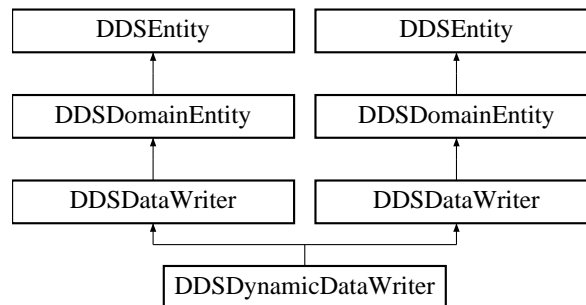 DDSEntity DDSEntity
DDSDomainEntity DDSDomainEntity
DDSDataWriter DDSDataWriter
DDSDynamicDataWriter